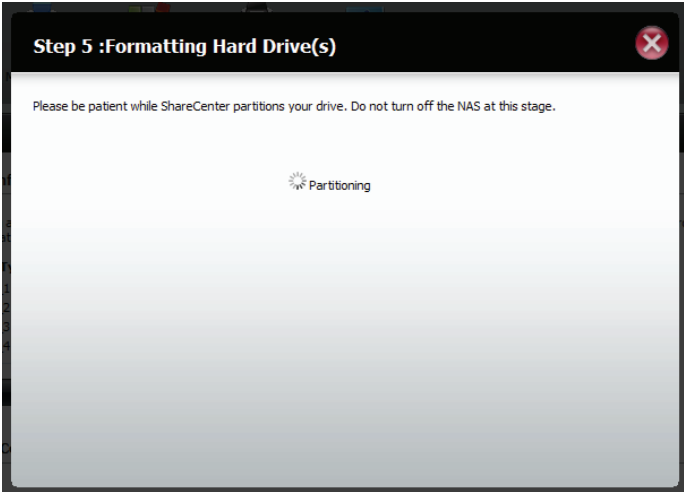 Step 5 :Formatting Hard Drive(s)
Please be patient while ShareCenter partitions your drive. Do not turn off the NAS at this stage.
Partitioning